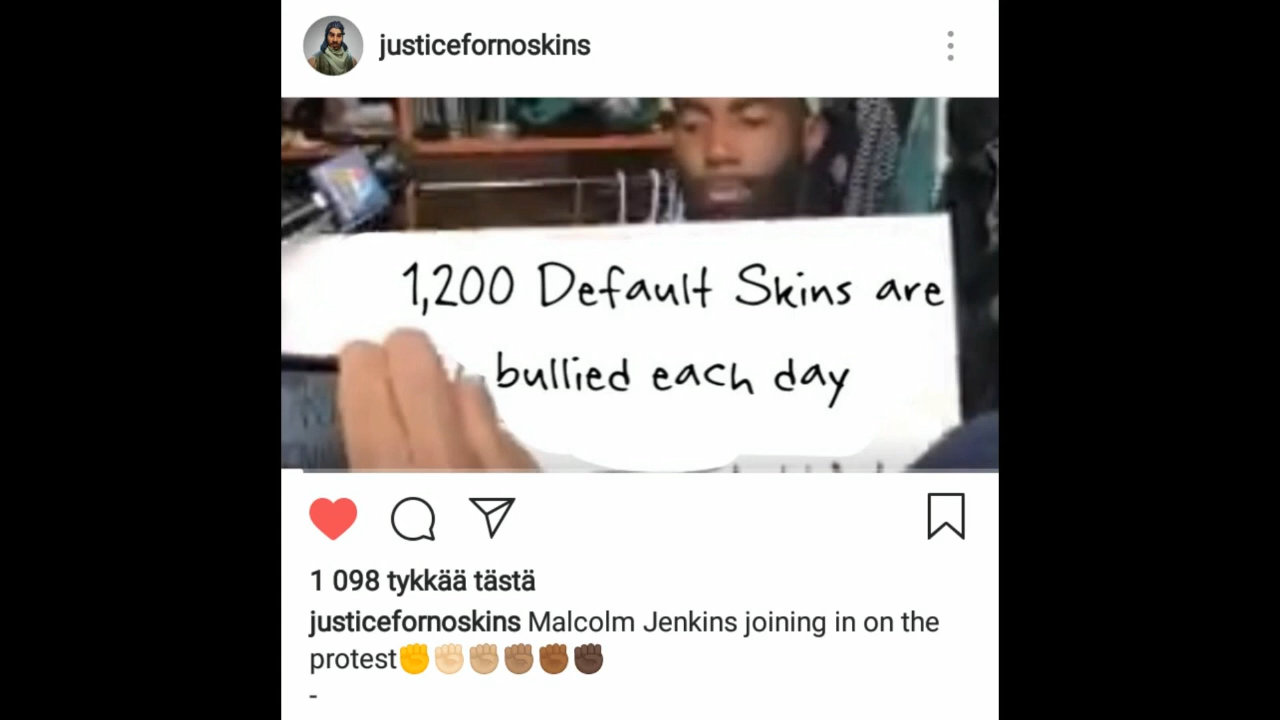 justicefornoskins
1,200 Default Skins are
bullied each day
1 098 tykkää tästä
justicefornoskins Malcolm Jenkins joining in on the
protest✊✊🏻✊🏼✊🏽✊🏾✊🏿
-